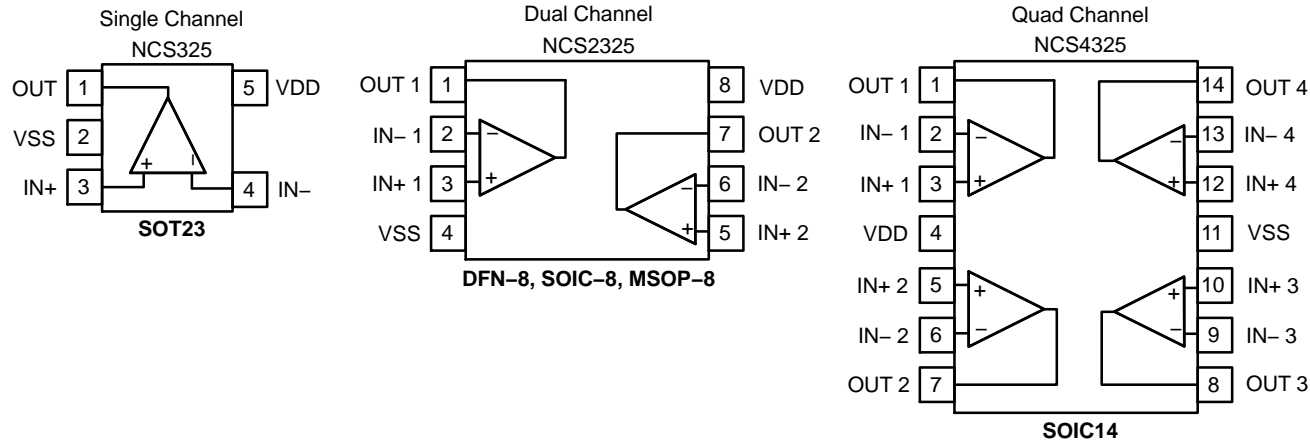 Single Channel
NCS325
OUT 1
5 VDD
VSS 2
IN+ 3
4 IN−
+ −
SOT23
Dual Channel
NCS2325
OUT 1 1
8 VDD
IN− 1 2 −
7 OUT 2
IN+ 1 3 +
− 6 IN− 2
VSS 4
+ 5 IN+ 2
DFN−8, SOIC−8, MSOP−8
Quad Channel
NCS4325
OUT 1 1
14 OUT 4
IN− 1 2 −
− 13 IN− 4
IN+ 1 3 +
+ 12 IN+ 4
VDD 4
11 VSS
IN+ 2 5 +
+ 10 IN+ 3
IN− 2 6 −
− 9 IN− 3
OUT 2 7
8 OUT 3
SOIC14